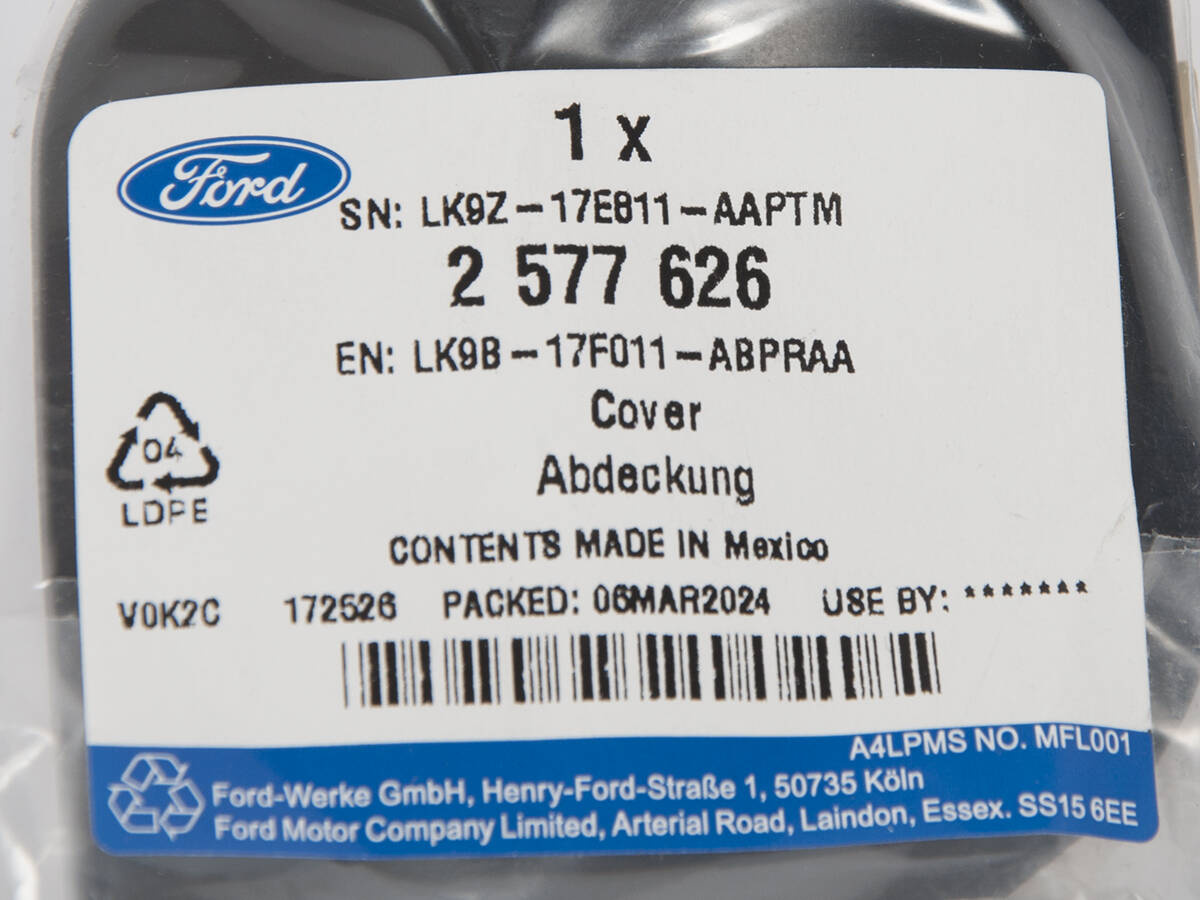 1 x
Ford
SN: LK9Z-17E811-AAPTM
2 577 626
EN: LK9B-17F011-ABPRAA
Cover
04
Abdeckung
LDPE
CONTENTS MADE IN Mexico
V0K2C 172526 PACKED: 06MAR2024 USE BY: *******
A4LPMS NO. MFL001
Ford-Werke GmbH, Henry-Ford-Straße 1, 50735 Köln
Ford Motor Company Limited, Arterial Road, Laindon, Essex. SS15 6EE